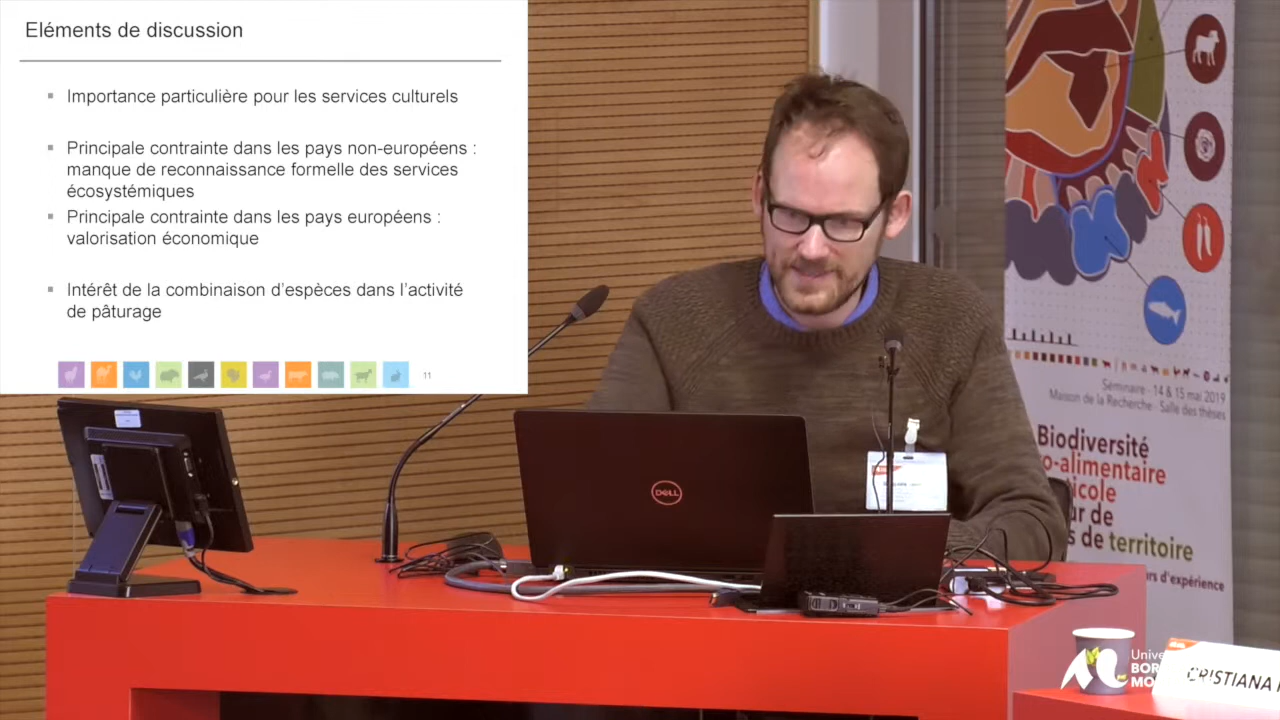 Eléments de discussion
Importance particulière pour les services culturels
Principale contrainte dans les pays non-européens :
manque de reconnaissance formelle des services
écosystémiques
Principale contrainte dans les pays européens :
valorisation économique
Intérêt de la combinaison d'espèces dans l'activité
de pâturage
11
DELL
Séminaire - 14 & 15 mai 2019
Maison de la Recherche - Salle des thèses
Biodiversité
o-alimentaire
icole
ur de
s de territoire
rs d'expérience
Unive
BOR
MO
CRISTIANA